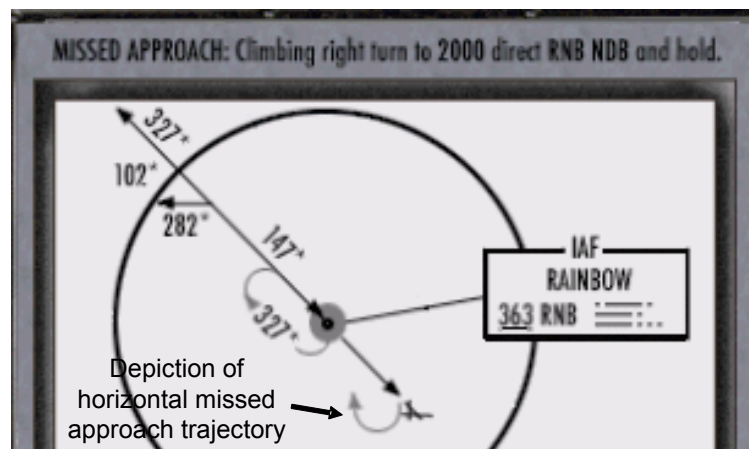 MISSED APPROACH: Climbing right turn to 2000 direct RNB NDB and hold.
327°
102°
282°
147°
IAF
RAINBOW
363 RNB
327°
Depiction of
horizontal missed
approach trajectory